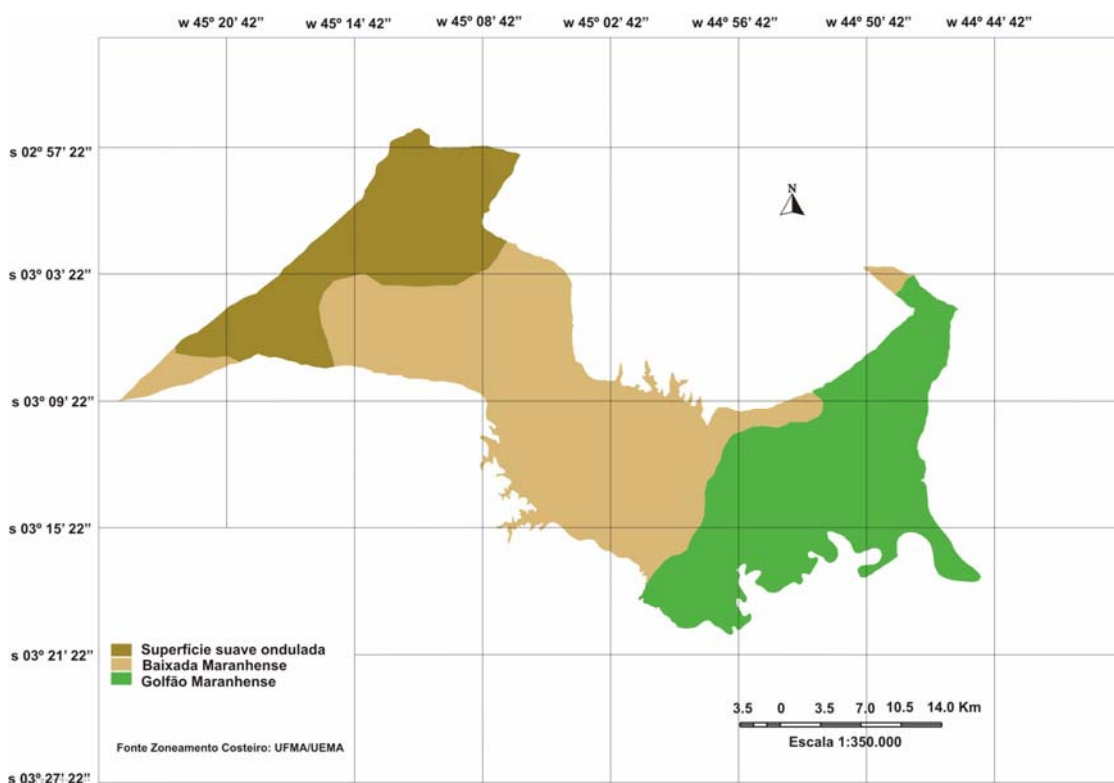 w 45º 20' 42" w 45º 14' 42" w 45º 08' 42" w 45º 02' 42" w 44º 56' 42" w 44º 50' 42" w 44º 44' 42"
s 02º 57' 22"
N
s 03º 03' 22"
s 03º 09' 22"
s 03º 15' 22"
s 03º 21' 22"
Superfície suave ondulada
Baixada Maranhense
Golfão Maranhense
3.5 0 3.5 7.0 10.5 14.0 Km
Escala 1:350.000
Fonte Zoneamento Costeiro: UFMA/UEMA
s 03º 27' 22"